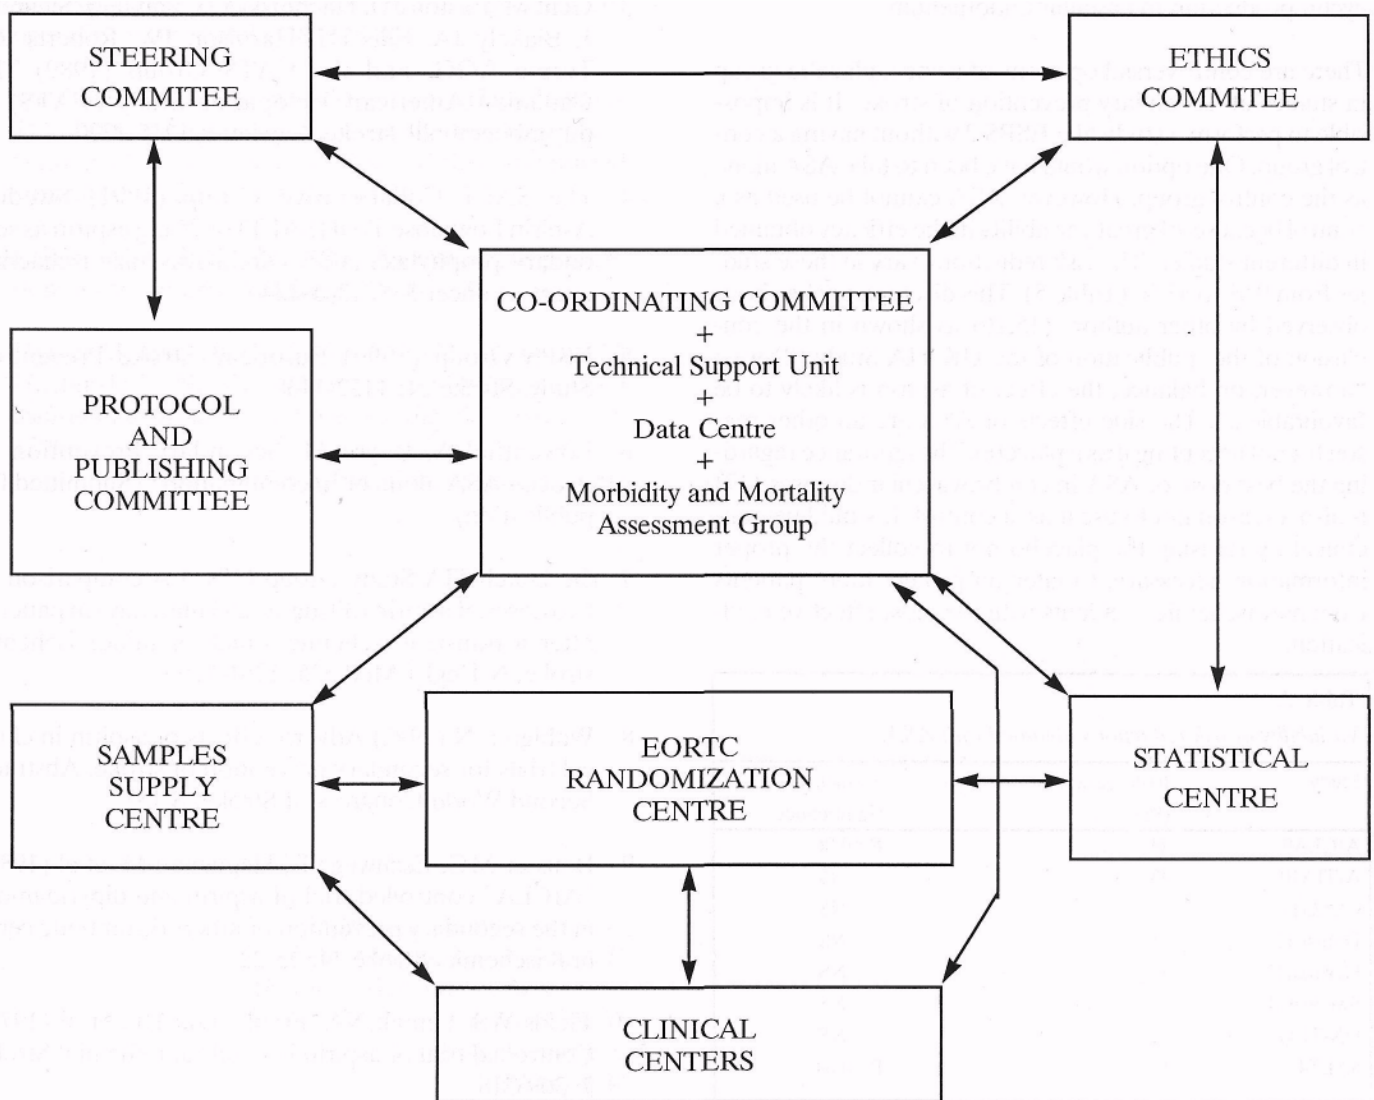 STEERING
COMMITEE
ETHICS
COMMITEE
CO-ORDINATING COMMITTEE
+
Technical Support Unit
+
Data Centre
+
Morbidity and Mortality
Assessment Group
PROTOCOL
AND
PUBLISHING
COMMITTEE
SAMPLES
SUPPLY
CENTRE
EORTC
RANDOMIZATION
CENTRE
STATISTICAL
CENTRE
CLINICAL
CENTERS